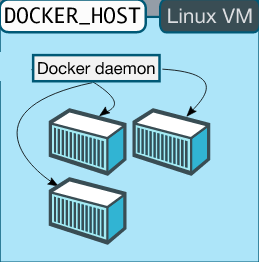 DOCKER_HOST
Linux VM
Docker daemon